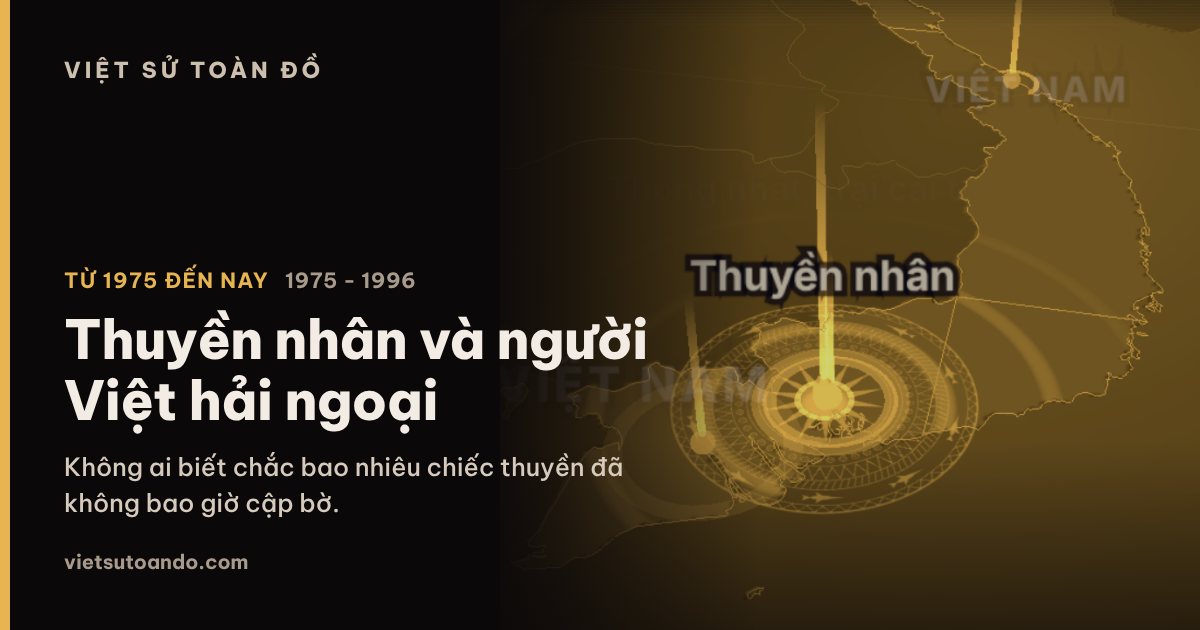 VIỆT SỬ TOÀN ĐỒ
VIỆT NAM
Thuyền nhân
TỪ 1975 ĐẾN NAY 1975 - 1996
Thuyền nhân và người
Việt hải ngoại
VIỆT NAM
Không ai biết chắc bao nhiêu chiếc thuyền đã
không bao giờ cập bờ.
vietsutoando.com